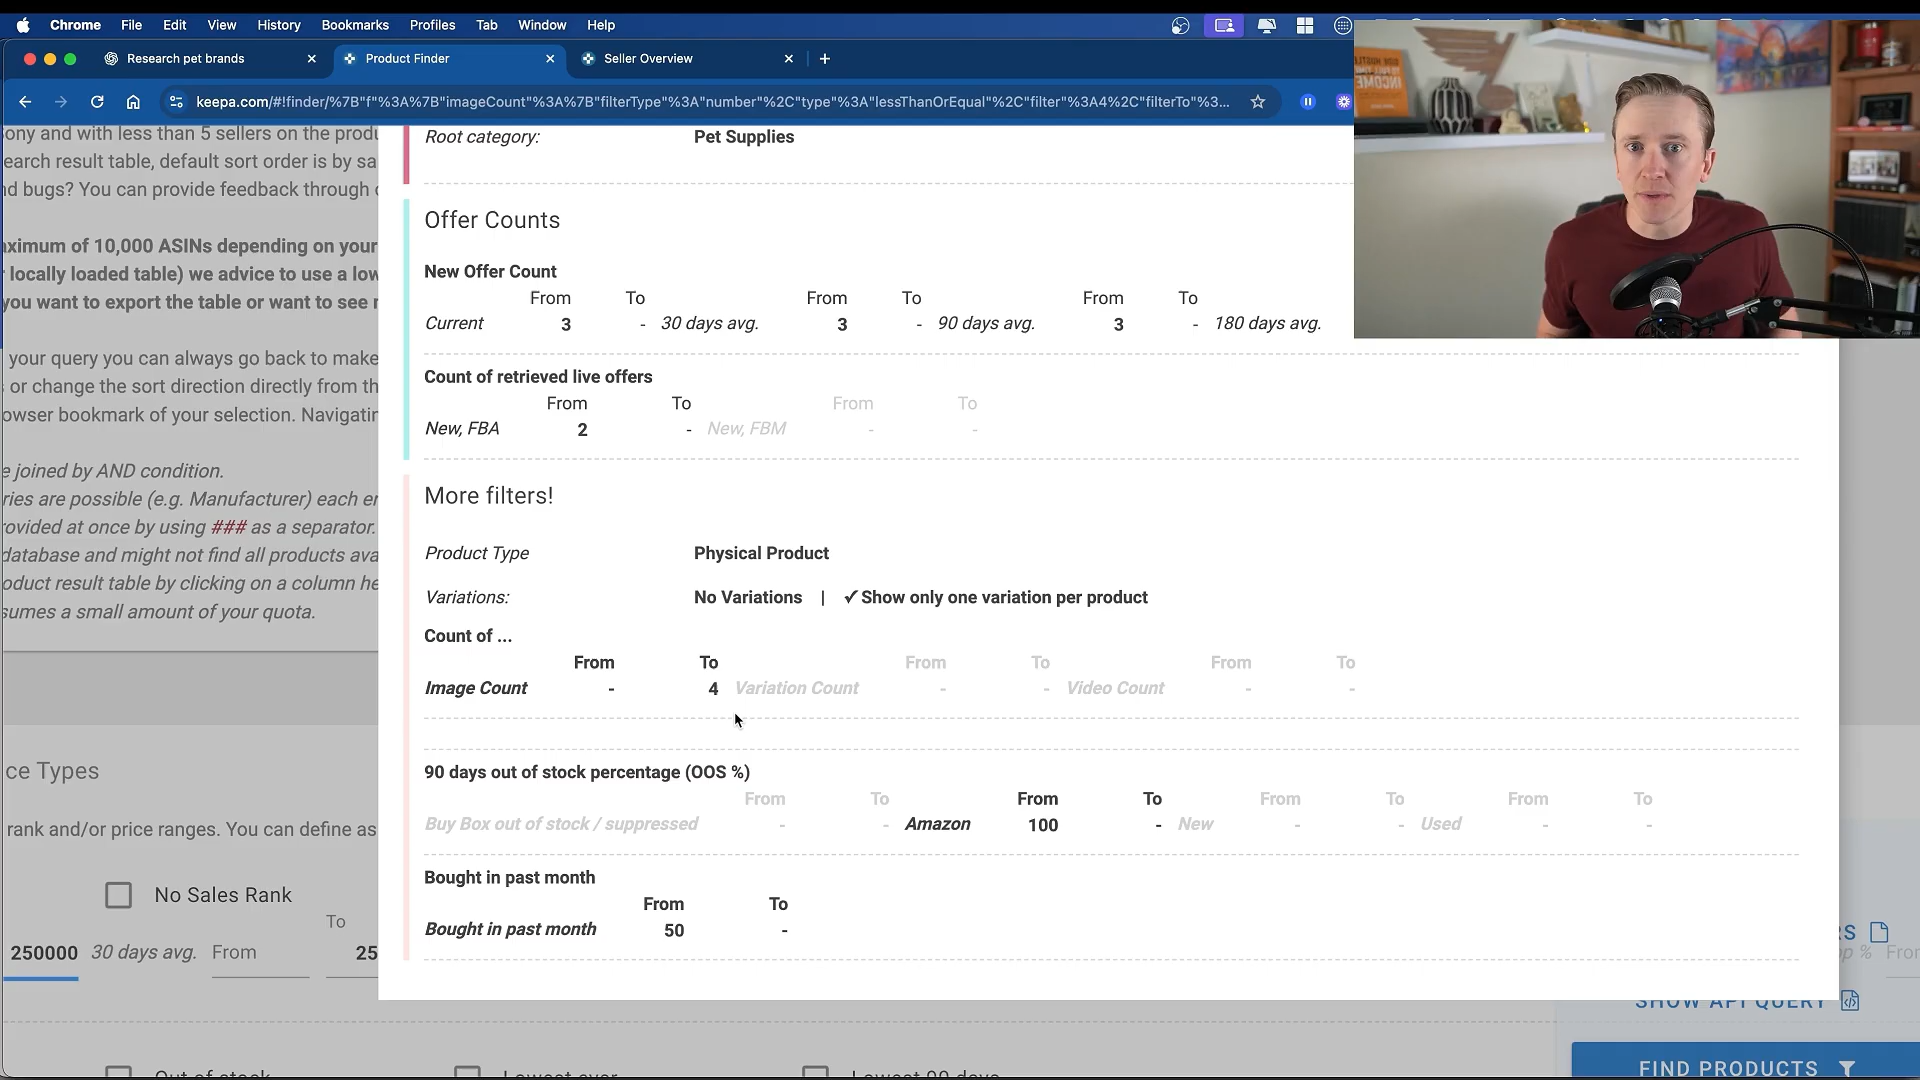 Chrome File Edit View History Bookmarks Profiles Tab Window Help
Research pet brands Product Finder Seller Overview
keepa.com/#!finder/%7B"f"%3A%7B"imageCount"%3A%7B"filterType"%3A"number"%2C"type"%3A"lessThanOrEqual"%2C"filter"%3A4%2C"filterTo"%3...
ony and with less than 5 sellers on the produ
earch result table, default sort order is by sa
nd bugs? You can provide feedback through
aximum of 10,000 ASINs depending on your
locally loaded table) we advice to use a low
you want to export the table or want to see
your query you can always go back to make
or change the sort direction directly from th
owser bookmark of your selection. Navigatin
e joined by AND condition.
ries are possible (e.g. Manufacturer) each en
rovided at once by using ### as a separator.
database and might not find all products ava
oduct result table by clicking on a column he
sumes a small amount of your quota.
ce Types
rank and/or price ranges. You can define as
No Sales Rank
To
250000 30 days avg. From 25
Out of stock Lowest ever Lowest 90 days
Root category: Pet Supplies
Offer Counts
New Offer Count
From To From To From To
Current 3 - 30 days avg. 3 - 90 days avg. 3 - 180 days avg.
Count of retrieved live offers
From To From To
New, FBA 2 - New, FBM - -
More filters!
Product Type Physical Product
Variations: No Variations | ✓ Show only one variation per product
Count of ...
From To From To From To
Image Count - 4 Variation Count - - Video Count - -
90 days out of stock percentage (OOS %)
From To From To From To From To
Buy Box out of stock / suppressed - - Amazon 100 - New - - Used - -
Bought in past month
From To
Bought in past month 50 -
RS
op % Fror
SHOW API QUERY
FIND PRODUCTS